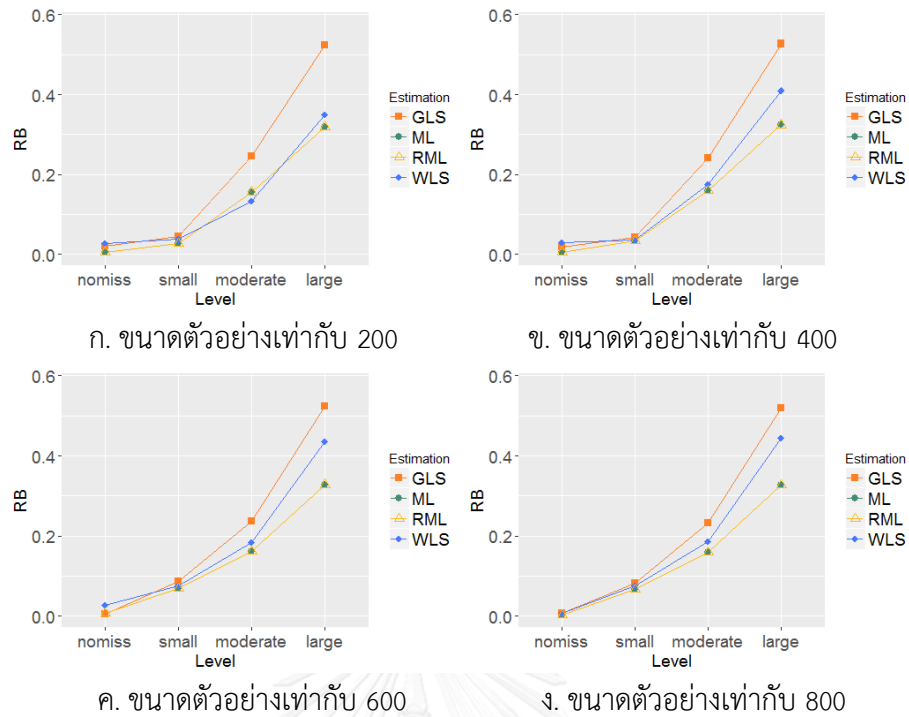 0.6
0.4
0.2
0.0
RB
nomiss small moderate large
Level
Estimation
GLS
ML
RML
WLS
ก. ขนาดตัวอย่างเท่ากับ 200
0.6
0.4
0.2
0.0
RB
nomiss small moderate large
Level
Estimation
GLS
ML
RML
WLS
ข. ขนาดตัวอย่างเท่ากับ 400
0.6
0.4
0.2
0.0
RB
nomiss small moderate large
Level
Estimation
GLS
ML
RML
WLS
ค. ขนาดตัวอย่างเท่ากับ 600
0.6
0.4
0.2
0.0
RB
nomiss small moderate large
Level
Estimation
GLS
ML
RML
WLS
ง. ขนาดตัวอย่างเท่ากับ 800